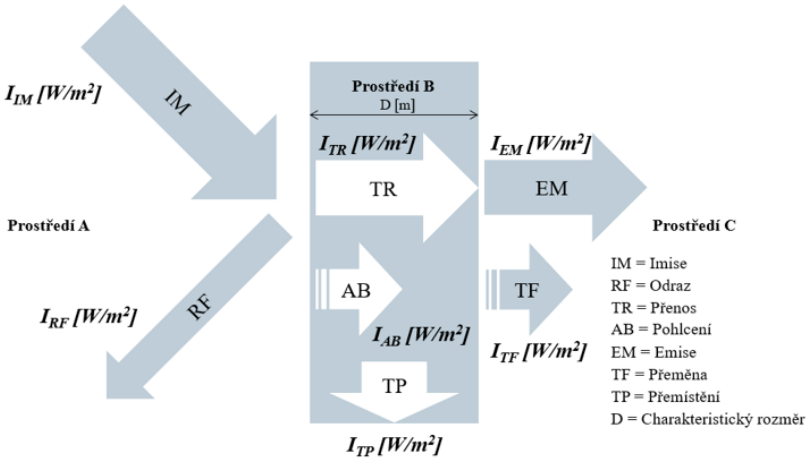 I_IM [W/m²]
IM
Prostředí B
D [m]
I_TR [W/m²]
I_EM [W/m²]
TR
EM
Prostředí A
Prostředí C
I_RF [W/m²]
RF
AB
TF
I_AB [W/m²]
I_TF [W/m²]
TP
I_TP [W/m²]
IM = Imise
RF = Odraz
TR = Přenos
AB = Pohlcení
EM = Emise
TF = Přeměna
TP = Přemístění
D = Charakteristický rozměr